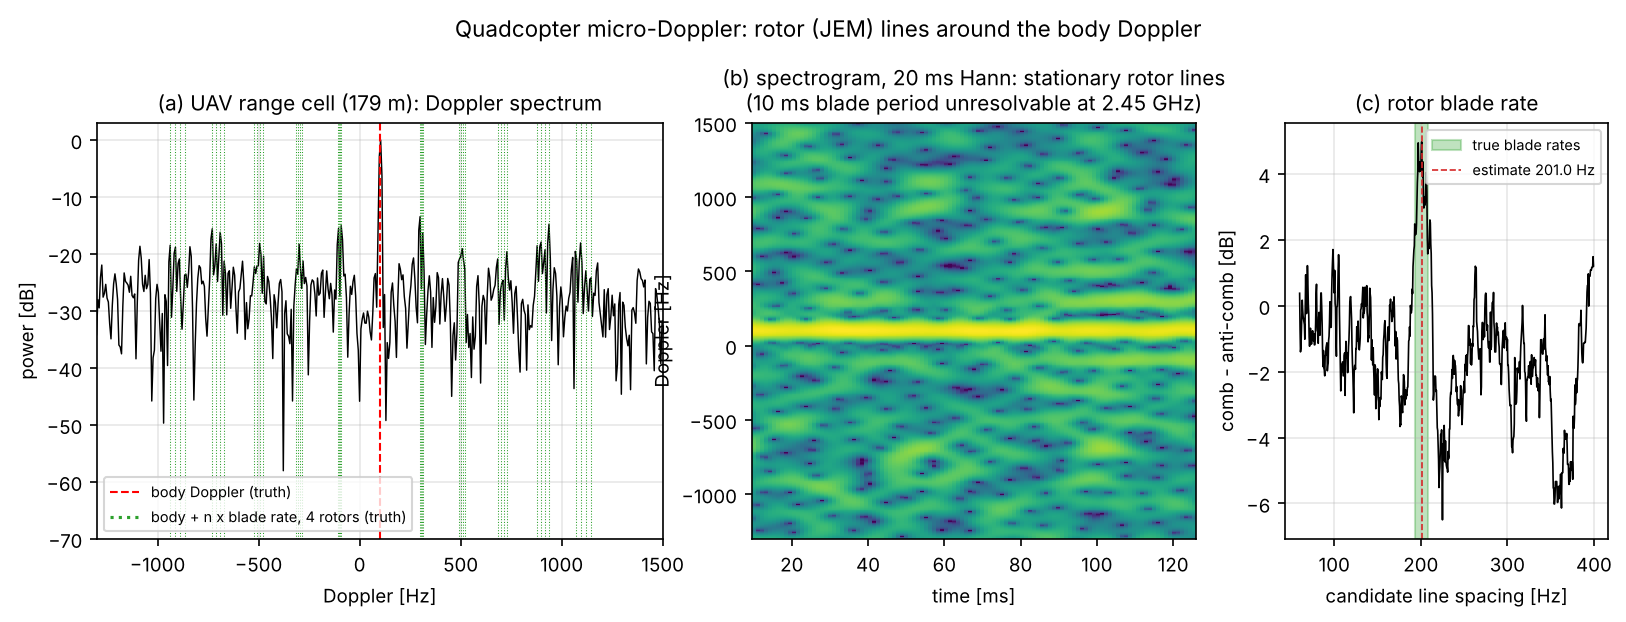 Quadcopter micro-Doppler: rotor (JEM) lines around the body Doppler
(a) UAV range cell (179 m): Doppler spectrum
power [dB]
0
−10
−20
−30
−40
−50
−60
−70
body Doppler (truth)
body + n x blade rate, 4 rotors (truth)
−1000
−500
0
500
1000
1500
Doppler [Hz]
(b) spectrogram, 20 ms Hann: stationary rotor lines
(10 ms blade period unresolvable at 2.45 GHz)
Doppler [Hz]
1500
1000
500
0
−500
−1000
20
40
60
80
100
120
time [ms]
(c) rotor blade rate
comb - anti-comb [dB]
4
2
0
−2
−4
−6
true blade rates
estimate 201.0 Hz
100
200
300
400
candidate line spacing [Hz]